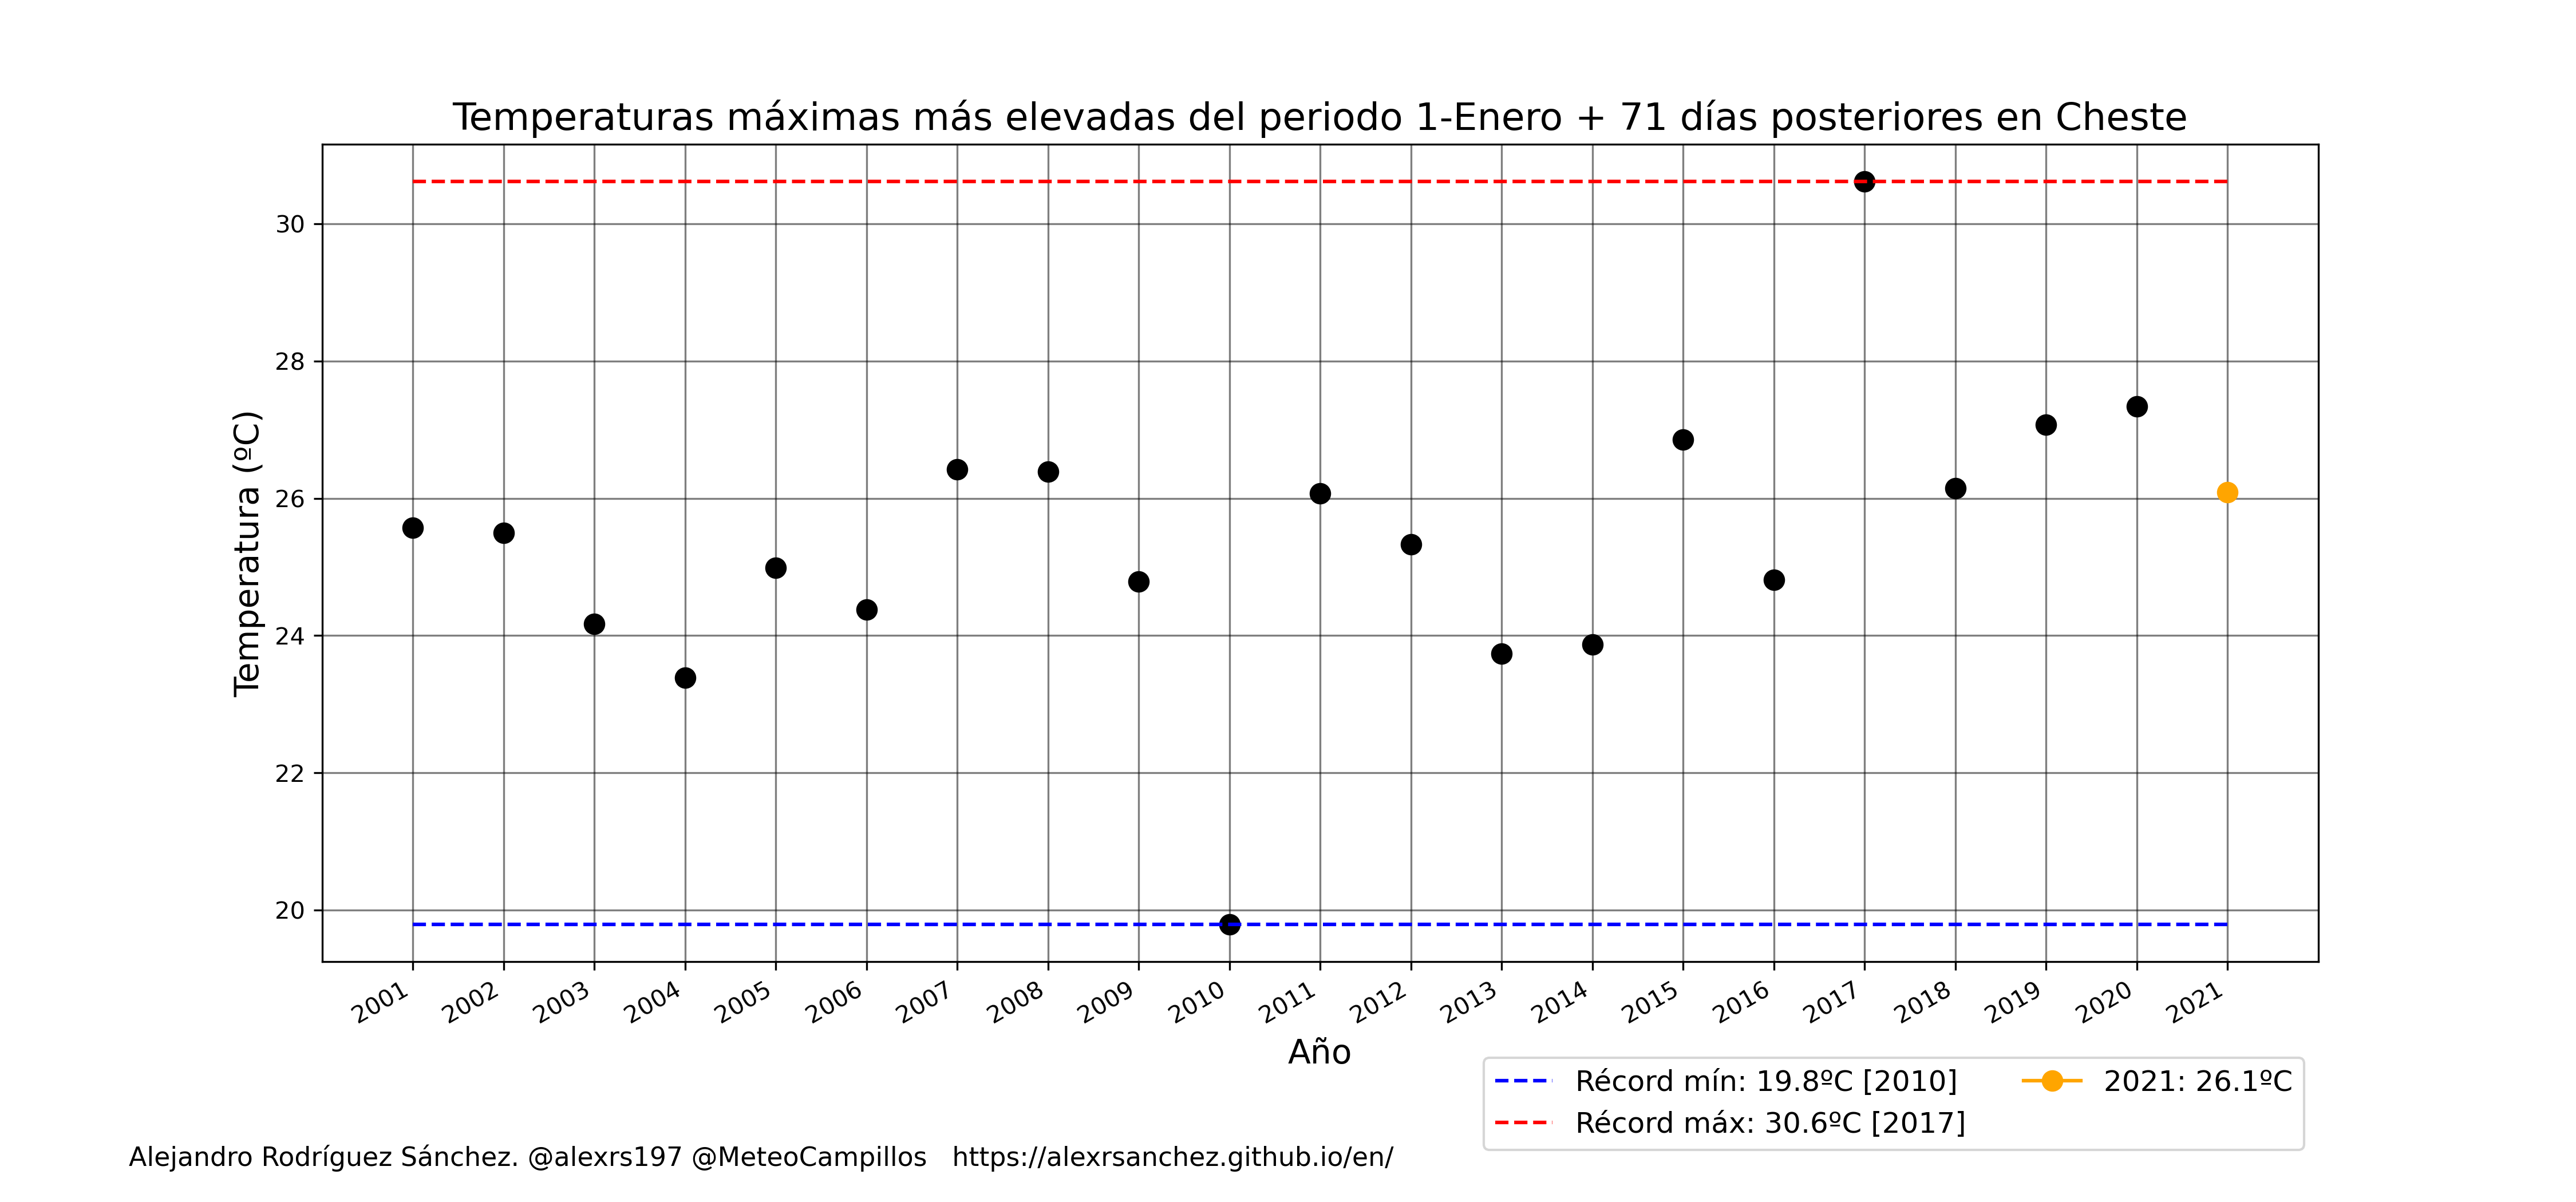 Temperaturas máximas más elevadas del periodo 1-Enero + 71 días posteriores en Cheste
Temperatura (ºC)
30
28
26
24
22
20
2001 2002 2003 2004 2005 2006 2007 2008 2009 2010 2011 2012 2013 2014 2015 2016 2017 2018 2019 2020 2021
Año
Récord mín: 19.8ºC [2010]
Récord máx: 30.6ºC [2017]
2021: 26.1ºC
Alejandro Rodríguez Sánchez. @alexrs197 @MeteoCampillos https://alexrsanchez.github.io/en/